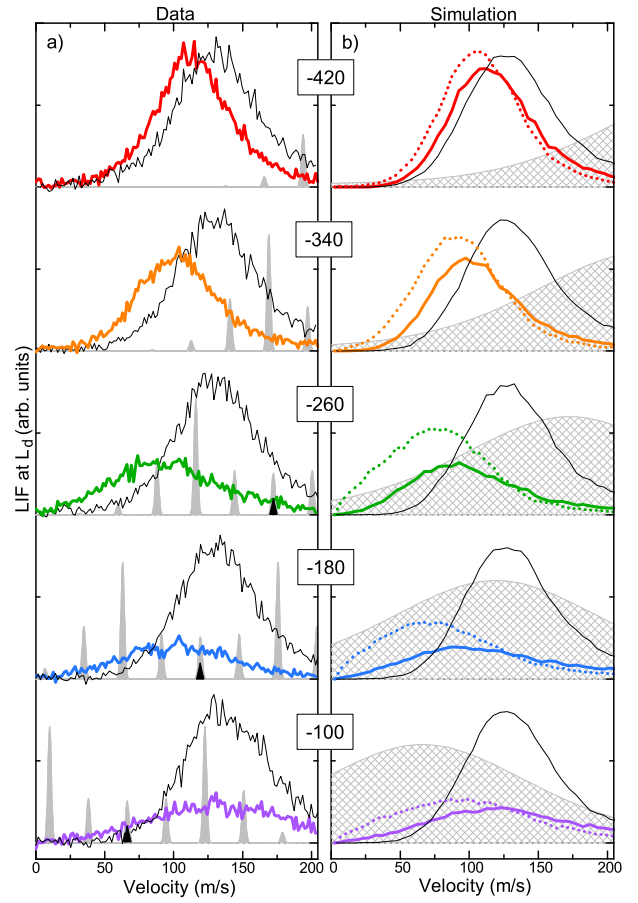 Data
Simulation
a)
b)
-420
-340
-260
-180
-100
LIF at L_d (arb. units)
0 50 100 150 200
0 50 100 150 200
Velocity (m/s)
Velocity (m/s)